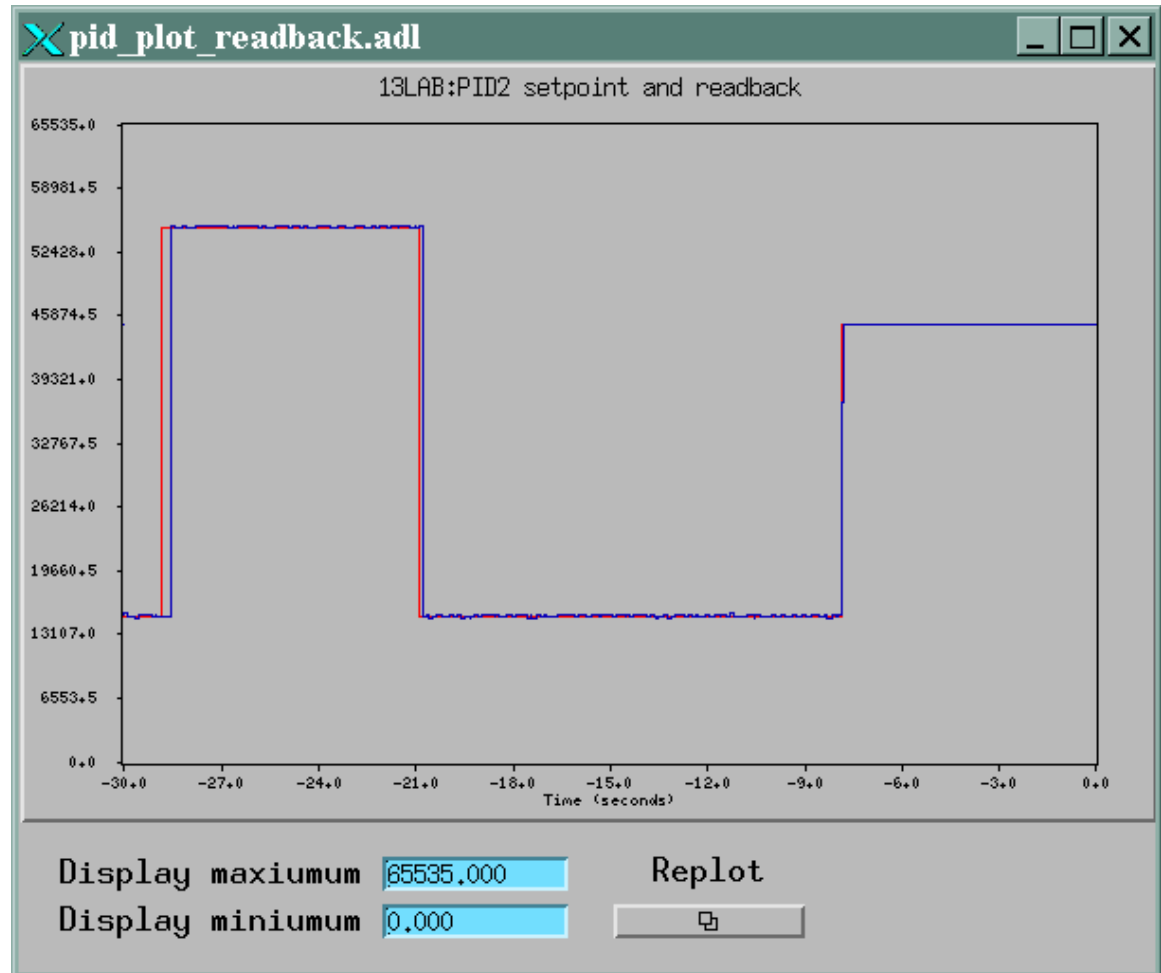 pid_plot_readback.adl
13LAB:PID2 setpoint and readback
65535.0
58981.5
52428.0
45874.5
39321.0
32767.5
26214.0
19660.5
13107.0
6553.5
0.0
-30.0 -27.0 -24.0 -21.0 -18.0 -15.0 -12.0 -9.0 -6.0 -3.0 0.0
Time (seconds)
Display maxiumum 65535.000 Replot
Display miniumum 0.000